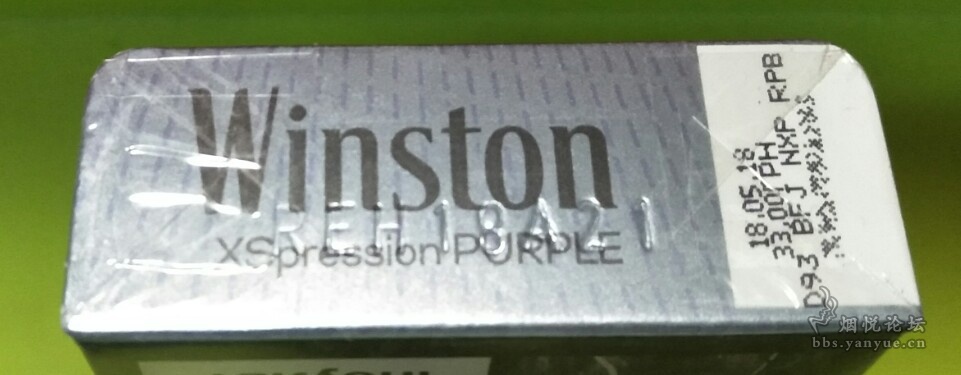 Winston
XSpression PURPLE
18.05.18
33,00/PH
D93 BFJ NXP RPB
烟悦论坛
bbs.yanyue.cn